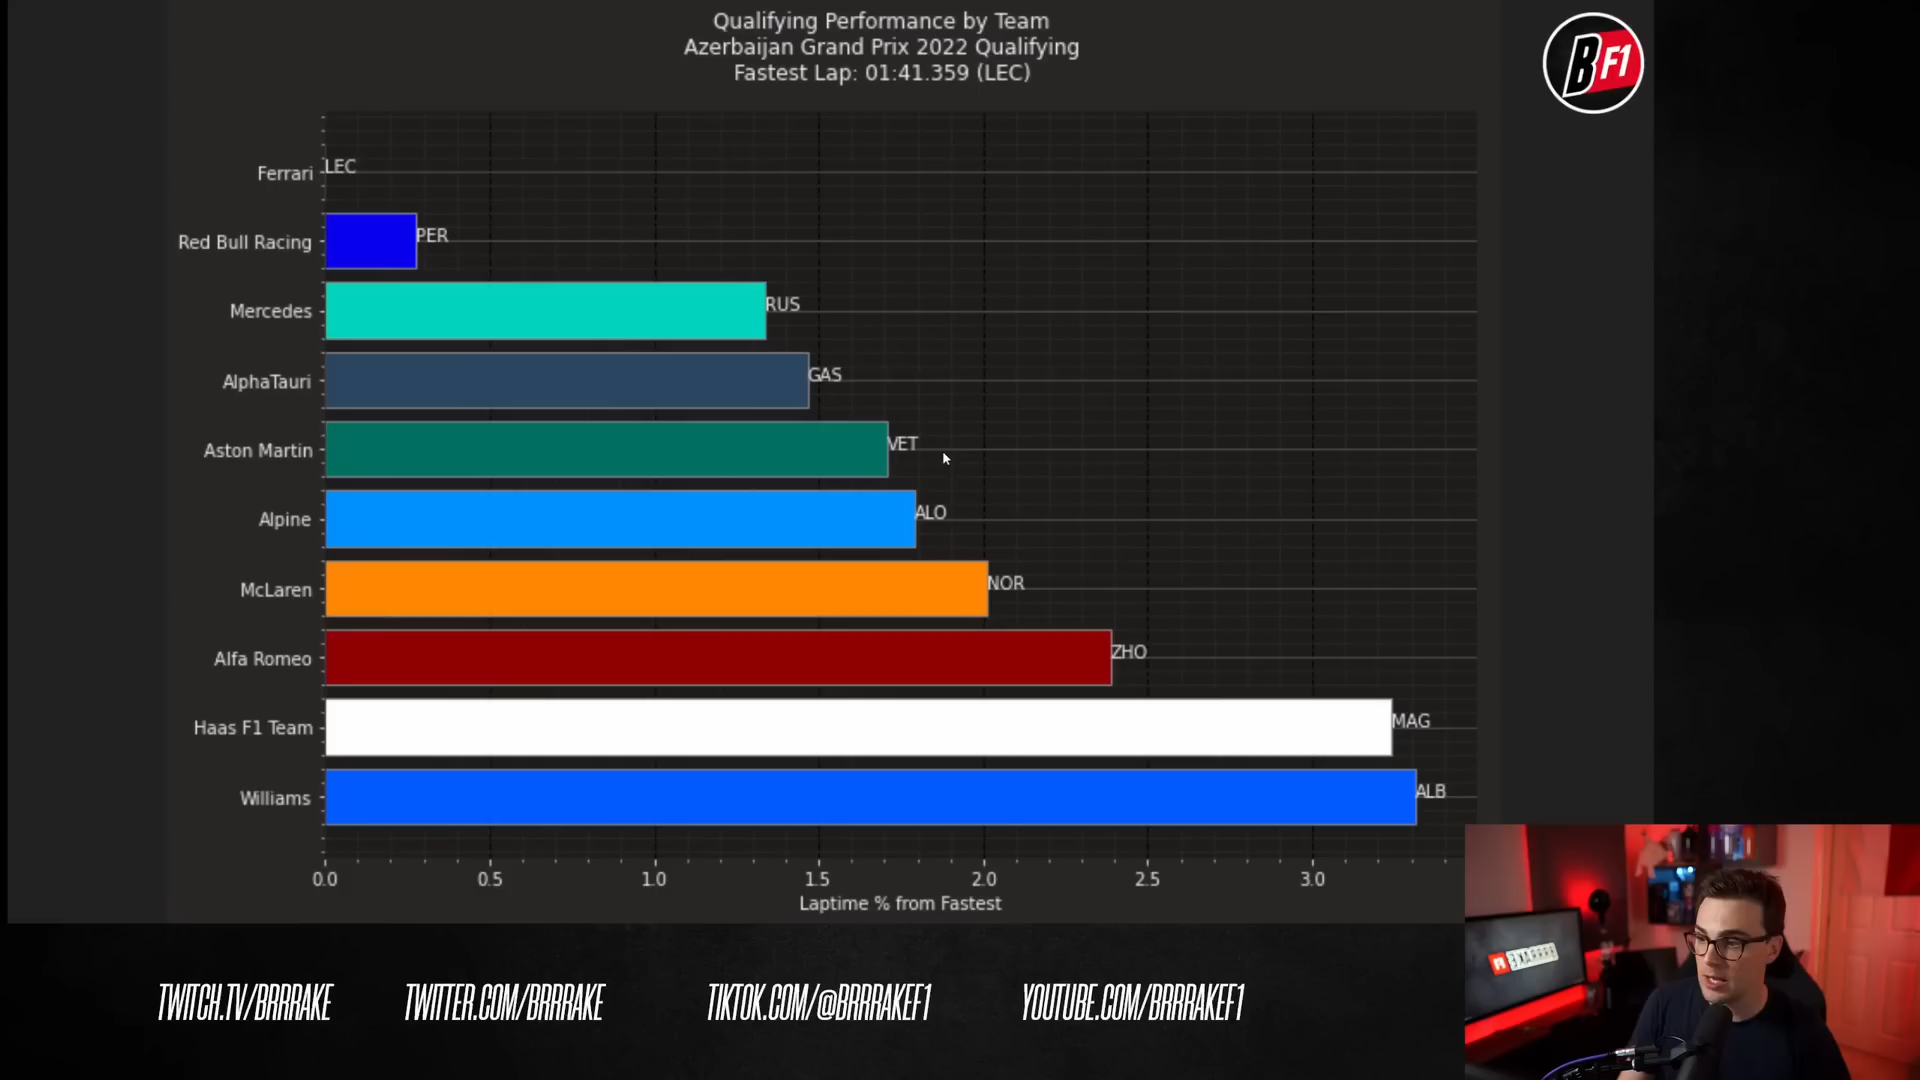 Qualifying Performance by Team
Azerbaijan Grand Prix 2022 Qualifying
Fastest Lap: 01:41.359 (LEC)
BF1
Ferrari LEC
Red Bull Racing PER
Mercedes RUS
AlphaTauri GAS
Aston Martin VET
Alpine ALO
McLaren NOR
Alfa Romeo ZHO
Haas F1 Team MAG
Williams ALB
0.0 0.5 1.0 1.5 2.0 2.5 3.0
Laptime % from Fastest
TWITCH.TV/BRRRAKE TWITTER.COM/BRRRAKE TIKTOK.COM/@BRRRAKEF1 YOUTUBE.COM/BRRRAKEF1